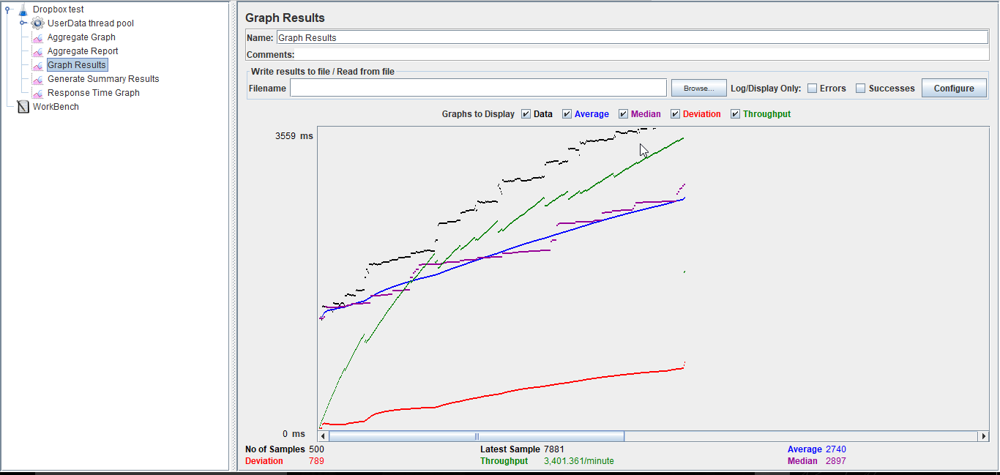 Dropbox test
UserData thread pool
Aggregate Graph
Aggregate Report
Graph Results
Generate Summary Results
Response Time Graph
WorkBench
Graph Results
Name: Graph Results
Comments:
Write results to file / Read from file
Filename Browse... Log/Display Only: Errors Successes Configure
Graphs to Display Data Average Median Deviation Throughput
3559 ms
0 ms
No of Samples 500 Latest Sample 7881 Average 2740
Deviation 789 Throughput 3,401.361/minute Median 2897